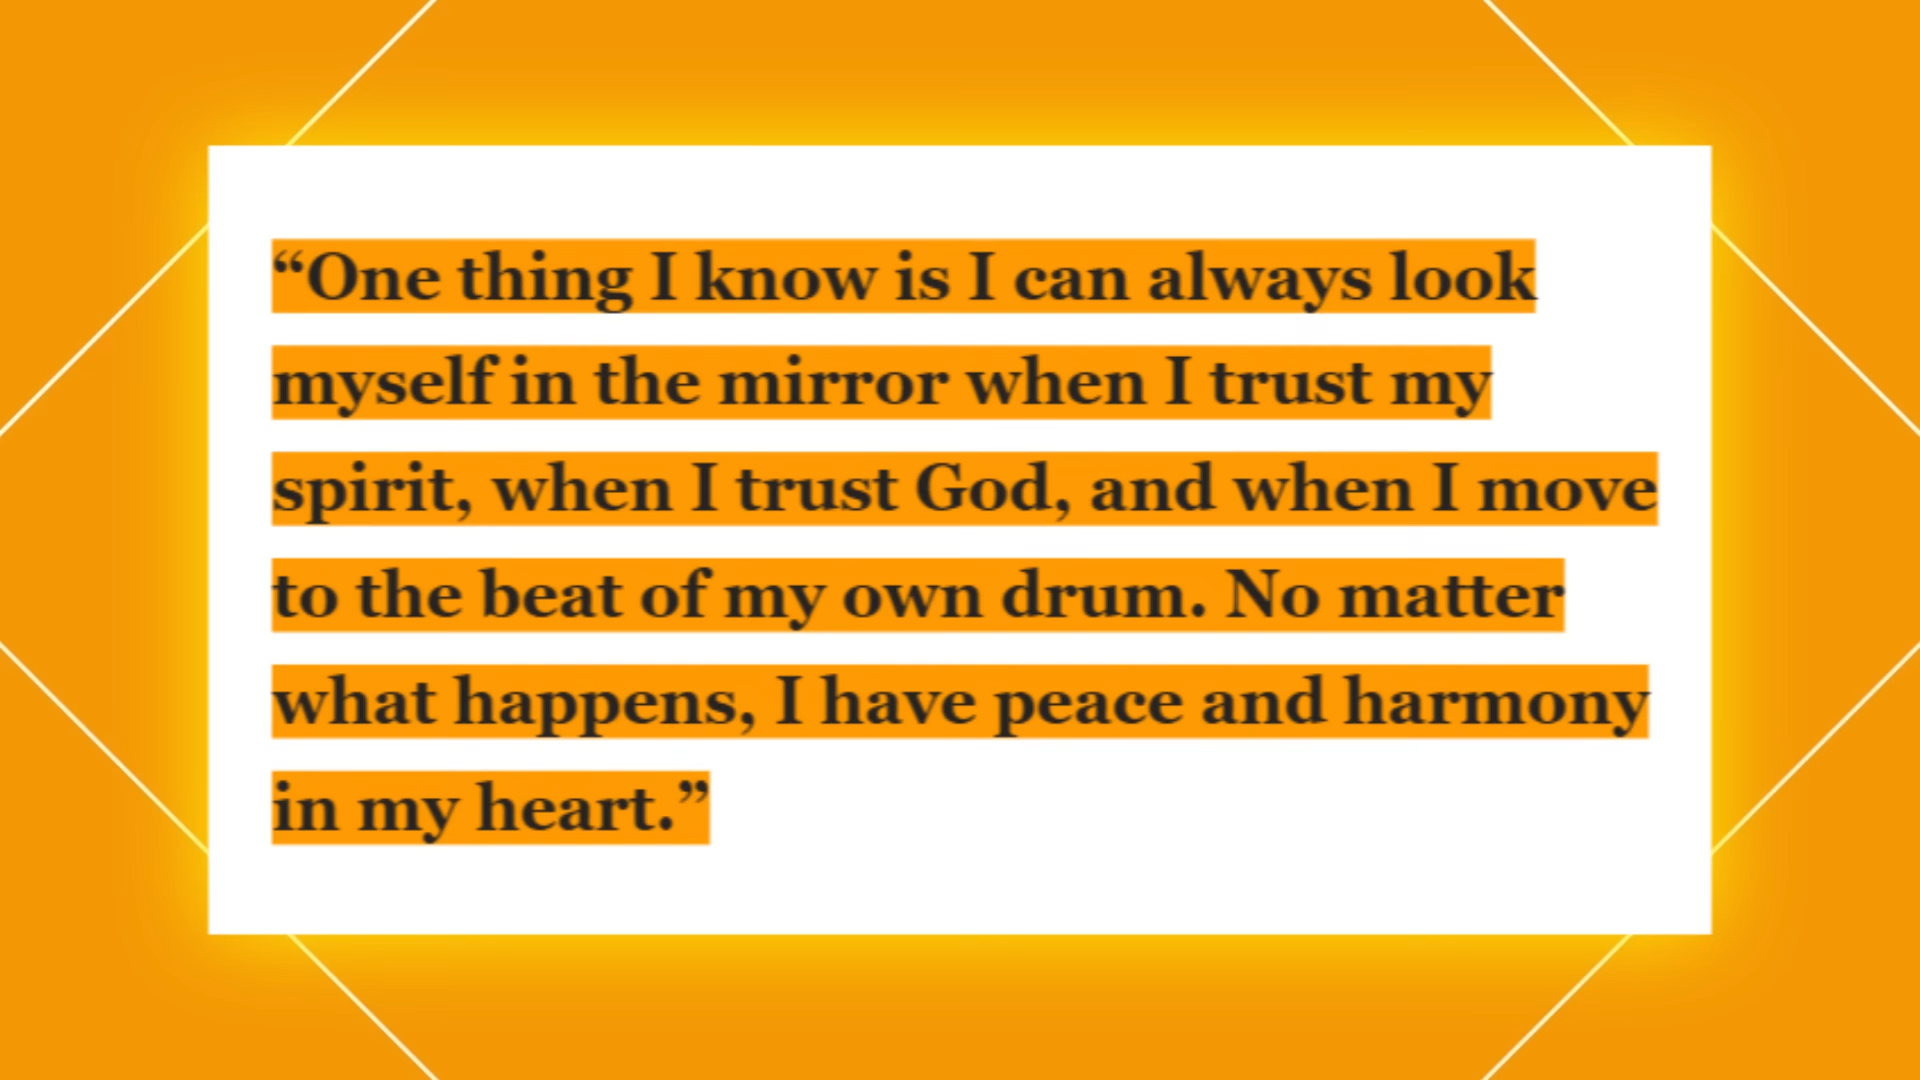 “One thing I know is I can always look
myself in the mirror when I trust my
spirit, when I trust God, and when I move
to the beat of my own drum. No matter
what happens, I have peace and harmony
in my heart.”